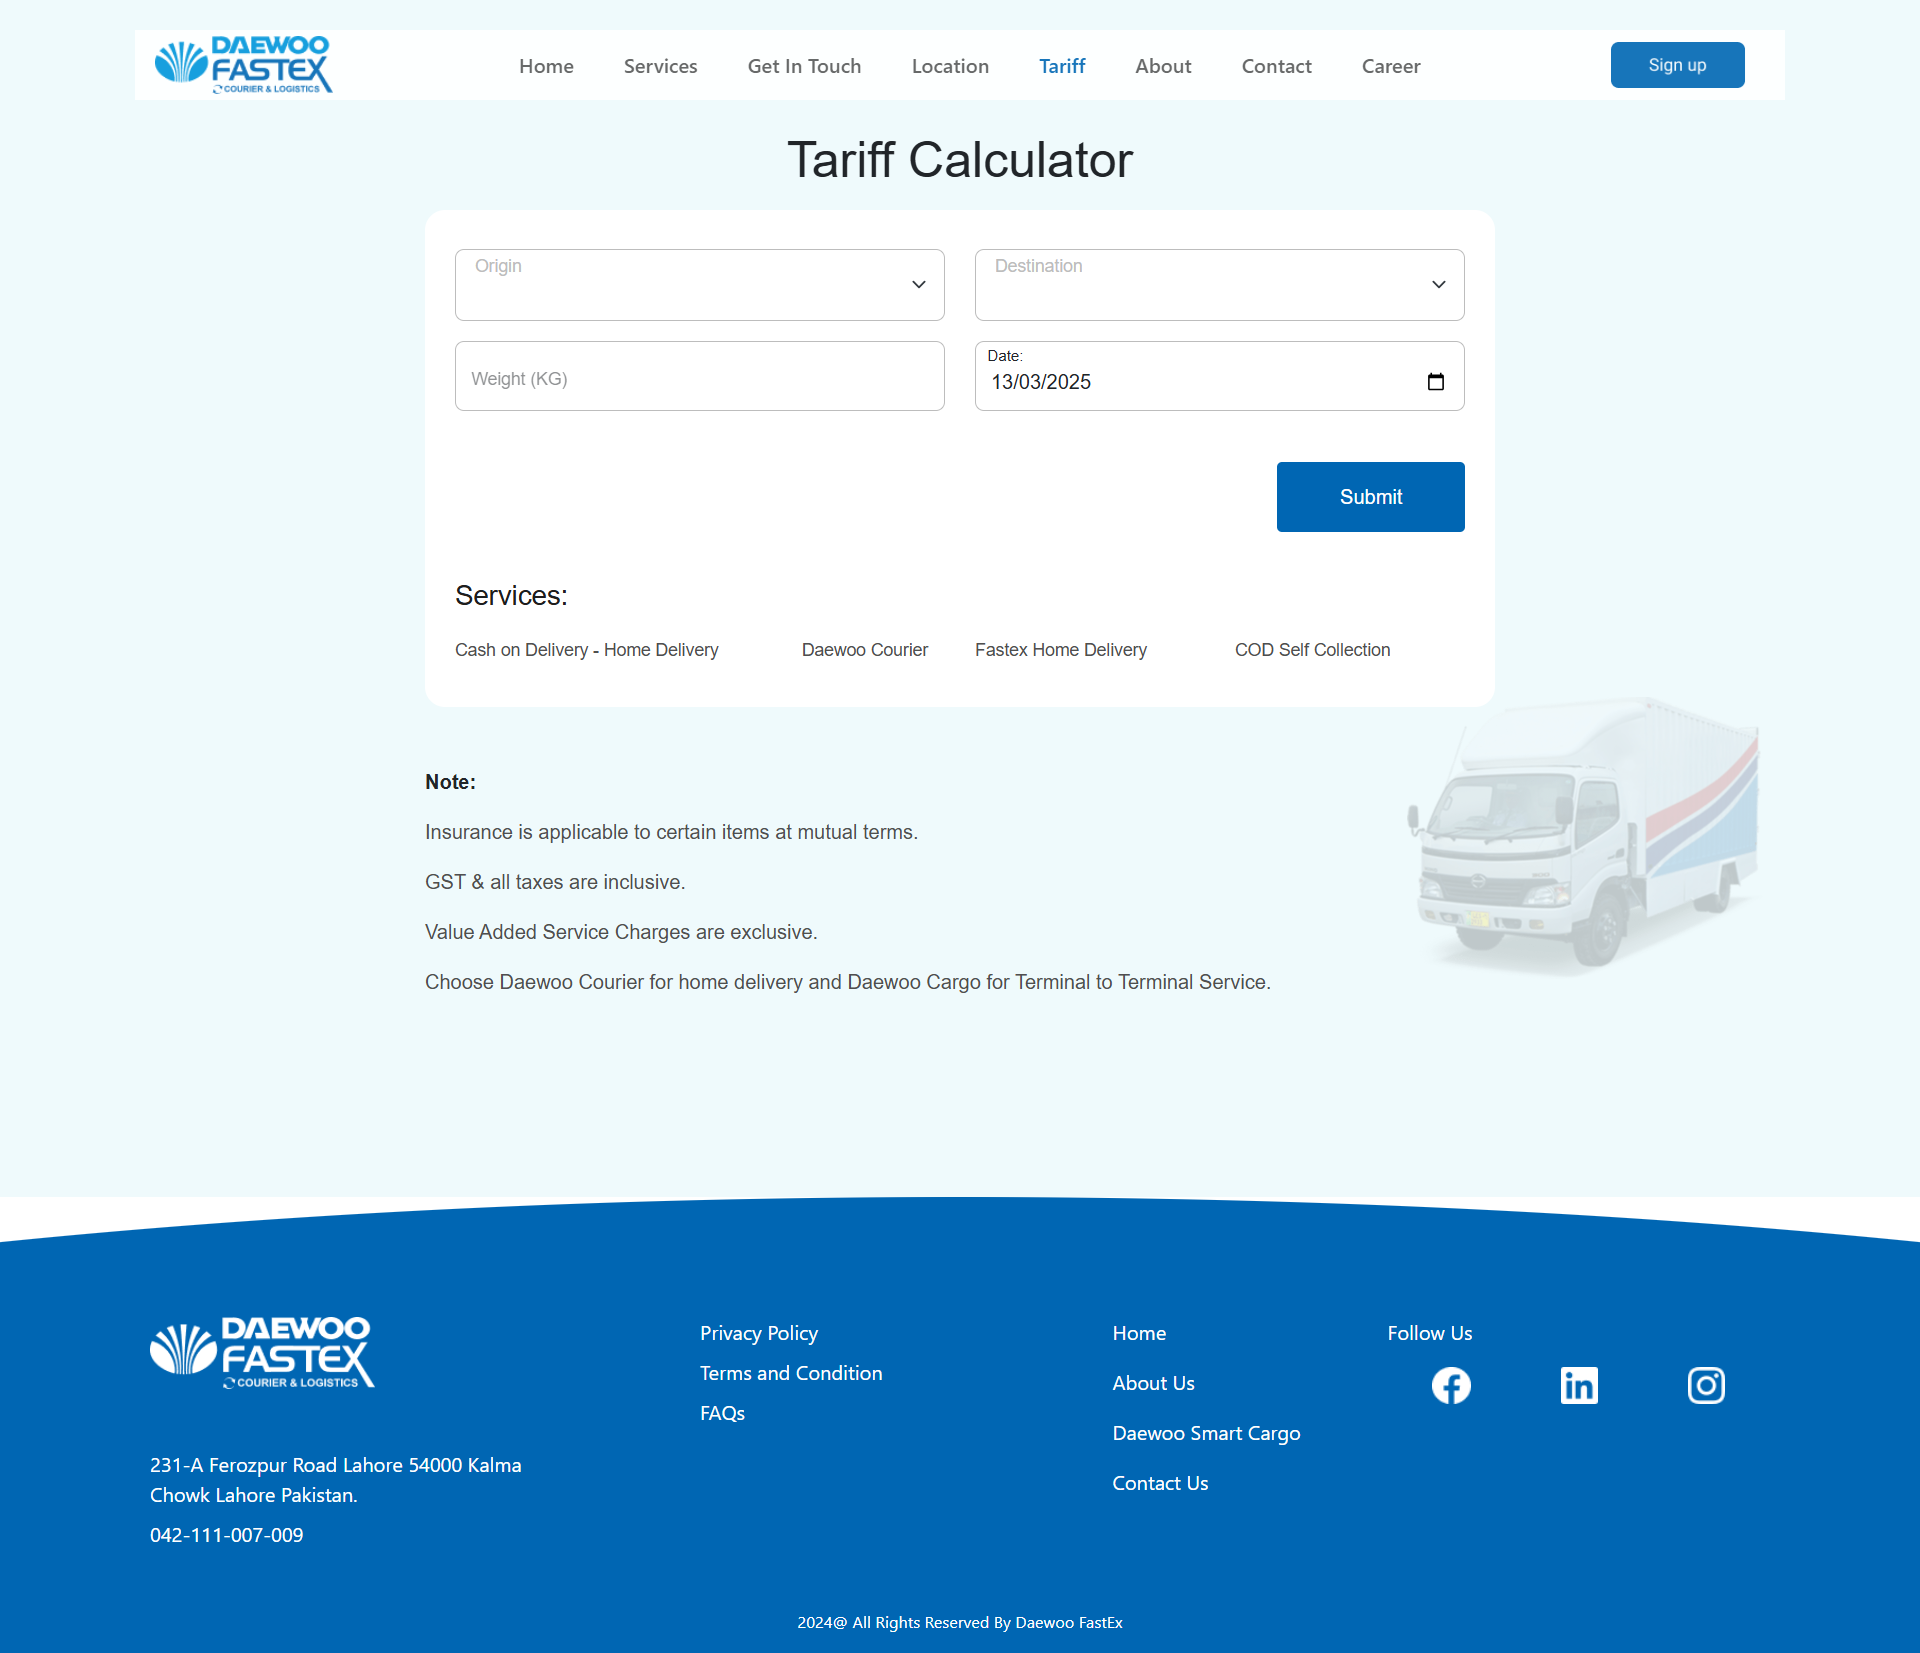 DAEWOO
FASTEX
COURIER & LOGISTICS
Home Services Get In Touch Location Tariff About Contact Career
Sign up
Tariff Calculator
Origin
Destination
Weight (KG)
Date:
13/03/2025
Submit
Services:
Cash on Delivery - Home Delivery Daewoo Courier Fastex Home Delivery COD Self Collection
Note:
Insurance is applicable to certain items at mutual terms.
GST & all taxes are inclusive.
Value Added Service Charges are exclusive.
Choose Daewoo Courier for home delivery and Daewoo Cargo for Terminal to Terminal Service.
DAEWOO
FASTEX
COURIER & LOGISTICS
231-A Ferozpur Road Lahore 54000 Kalma
Chowk Lahore Pakistan.
042-111-007-009
Privacy Policy
Terms and Condition
FAQs
Home
About Us
Daewoo Smart Cargo
Contact Us
Follow Us
2024@ All Rights Reserved By Daewoo FastEx